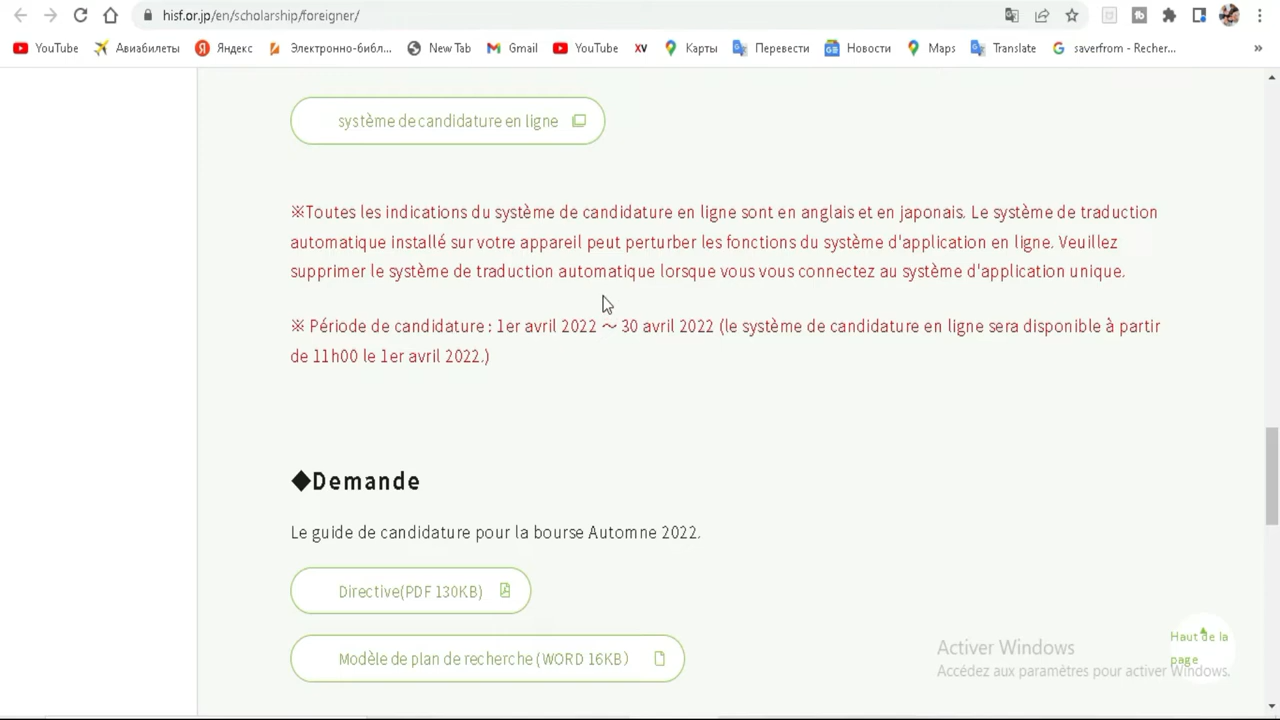 hisf.or.jp/en/scholarship/foreigner/
YouTube Авиабилеты Яндекс Электронно-библ... New Tab Gmail YouTube XV Карты Перевести Новости Maps Translate saverfrom - Recher... »
système de candidature en ligne
※Toutes les indications du système de candidature en ligne sont en anglais et en japonais. Le système de traduction
automatique installé sur votre appareil peut perturber les fonctions du système d'application en ligne. Veuillez
supprimer le système de traduction automatique lorsque vous vous connectez au système d'application unique.
※ Période de candidature : 1er avril 2022 ～ 30 avril 2022 (le système de candidature en ligne sera disponible à partir
de 11h00 le 1er avril 2022.)
◆Demande
Le guide de candidature pour la bourse Automne 2022.
Directive(PDF 130KB)
Modèle de plan de recherche (WORD 16KB）
Haut de la
page
Activer Windows
Accédez aux paramètres pour activer Windows.